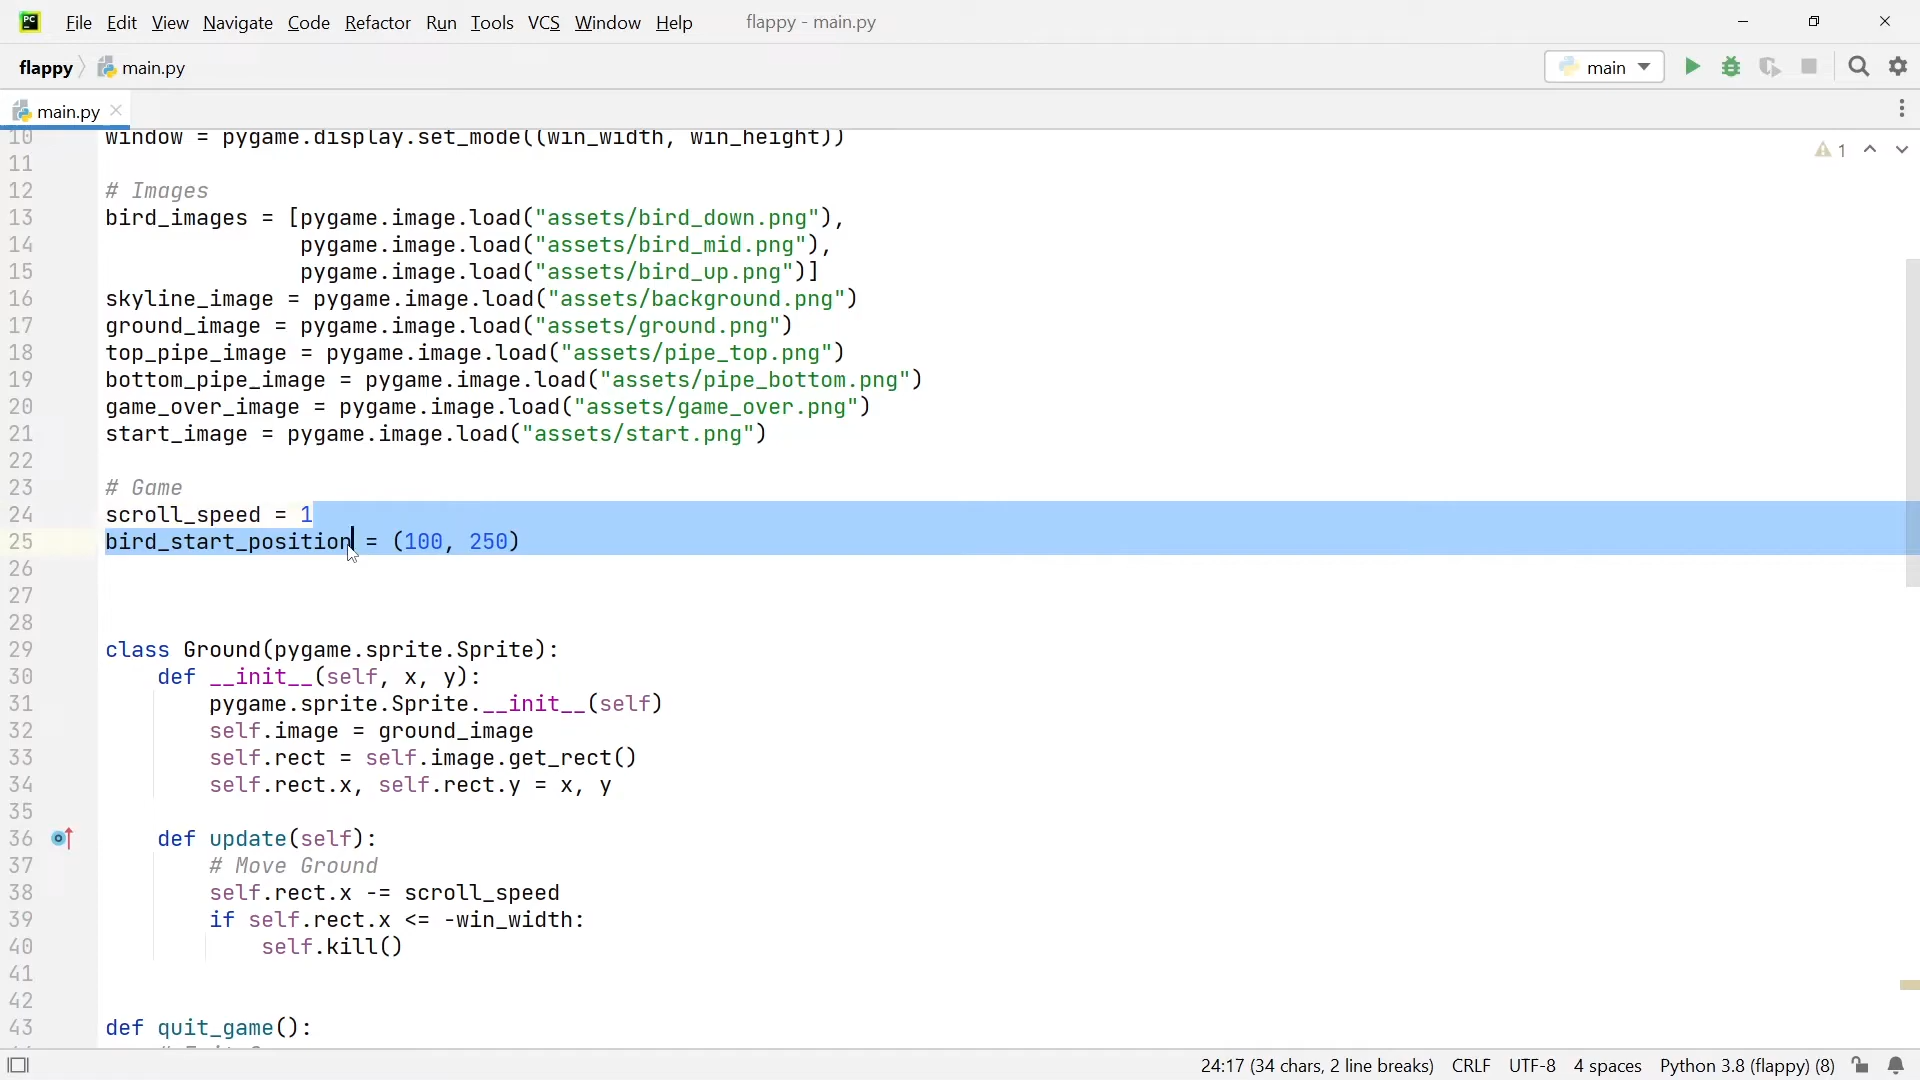 File Edit View Navigate Code Refactor Run Tools VCS Window Help flappy - main.py
flappy main.py main
main.py
10 window = pygame.display.set_mode((win_width, win_height))
11 1
12 # Images
13 bird_images = [pygame.image.load("assets/bird_down.png"),
14 pygame.image.load("assets/bird_mid.png"),
15 pygame.image.load("assets/bird_up.png")]
16 skyline_image = pygame.image.load("assets/background.png")
17 ground_image = pygame.image.load("assets/ground.png")
18 top_pipe_image = pygame.image.load("assets/pipe_top.png")
19 bottom_pipe_image = pygame.image.load("assets/pipe_bottom.png")
20 game_over_image = pygame.image.load("assets/game_over.png")
21 start_image = pygame.image.load("assets/start.png")
22
23 # Game
24 scroll_speed = 1
25 bird_start_position = (100, 250)
26
27
28
29 class Ground(pygame.sprite.Sprite):
30 def __init__(self, x, y):
31 pygame.sprite.Sprite.__init__(self)
32 self.image = ground_image
33 self.rect = self.image.get_rect()
34 self.rect.x, self.rect.y = x, y
35
36 def update(self):
37 # Move Ground
38 self.rect.x -= scroll_speed
39 if self.rect.x <= -win_width:
40 self.kill()
41
42
43 def quit_game():
24:17 (34 chars, 2 line breaks) CRLF UTF-8 4 spaces Python 3.8 (flappy) (8)